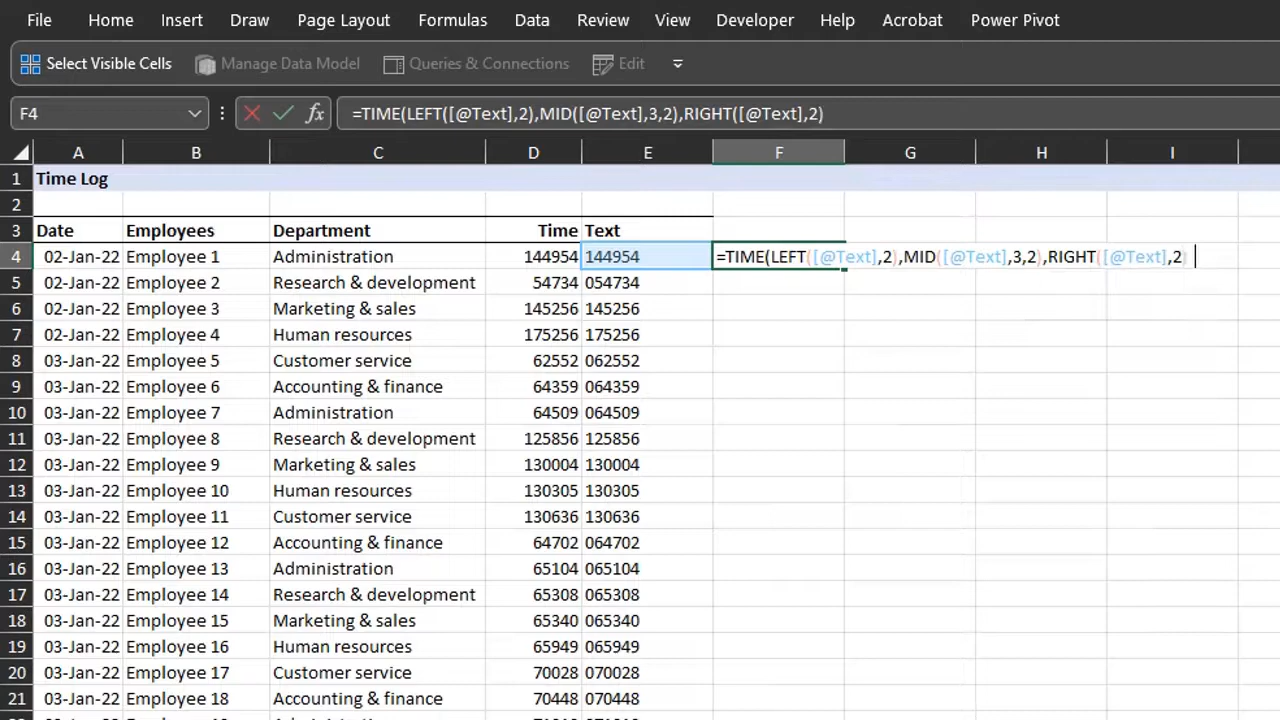 File Home Insert Draw Page Layout Formulas Data Review View Developer Help Acrobat Power Pivot
Select Visible Cells Manage Data Model Queries & Connections Edit
F4 fx =TIME(LEFT([@Text],2),MID([@Text],3,2),RIGHT([@Text],2)
A B C D E F G H I
1 Time Log
2
3 Date Employees Department Time Text
4 02-Jan-22 Employee 1 Administration 144954 144954 =TIME(LEFT([@Text],2),MID([@Text],3,2),RIGHT([@Text],2)
5 02-Jan-22 Employee 2 Research & development 54734 054734
6 02-Jan-22 Employee 3 Marketing & sales 145256 145256
7 02-Jan-22 Employee 4 Human resources 175256 175256
8 03-Jan-22 Employee 5 Customer service 62552 062552
9 03-Jan-22 Employee 6 Accounting & finance 64359 064359
10 03-Jan-22 Employee 7 Administration 64509 064509
11 03-Jan-22 Employee 8 Research & development 125856 125856
12 03-Jan-22 Employee 9 Marketing & sales 130004 130004
13 03-Jan-22 Employee 10 Human resources 130305 130305
14 03-Jan-22 Employee 11 Customer service 130636 130636
15 03-Jan-22 Employee 12 Accounting & finance 64702 064702
16 03-Jan-22 Employee 13 Administration 65104 065104
17 03-Jan-22 Employee 14 Research & development 65308 065308
18 03-Jan-22 Employee 15 Marketing & sales 65340 065340
19 03-Jan-22 Employee 16 Human resources 65949 065949
20 03-Jan-22 Employee 17 Customer service 70028 070028
21 03-Jan-22 Employee 18 Accounting & finance 70448 070448